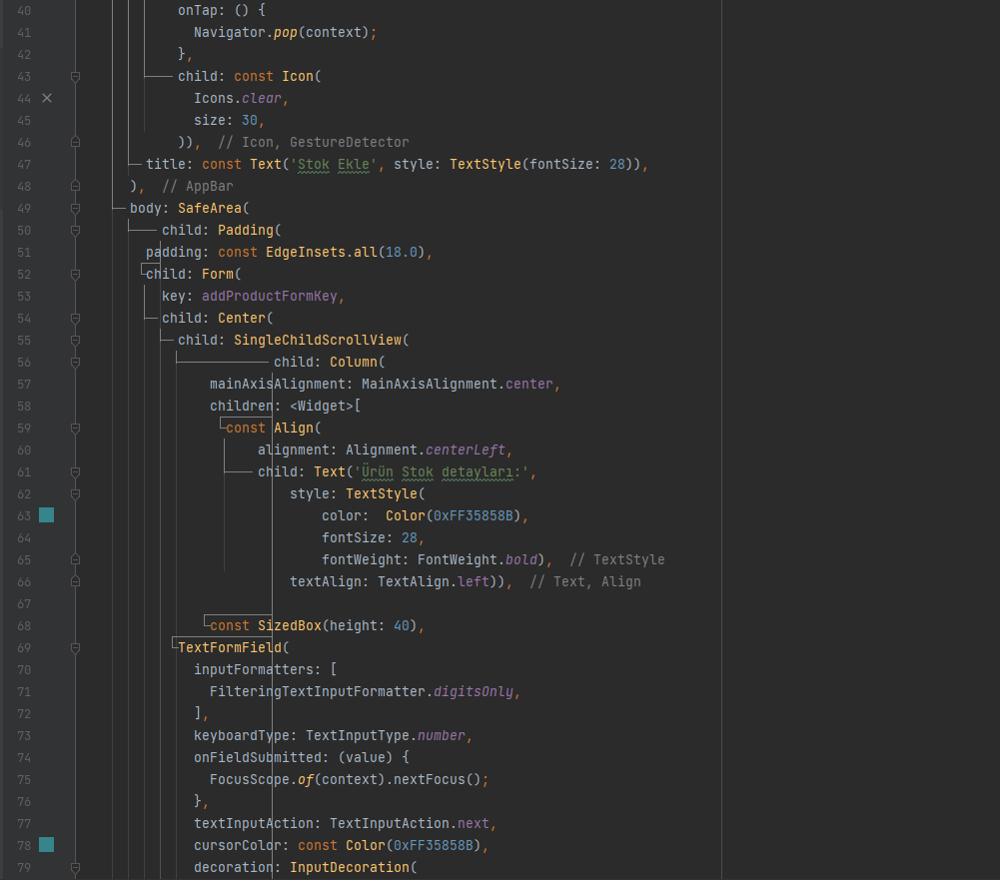 40 onTap: () {
41 Navigator.pop(context);
42 },
43 child: const Icon(
44 Icons.clear,
45 size: 30,
46 )), // Icon, GestureDetector
47 title: const Text('Stok Ekle', style: TextStyle(fontSize: 28)),
48 ), // AppBar
49 body: SafeArea(
50 child: Padding(
51 padding: const EdgeInsets.all(18.0),
52 child: Form(
53 key: addProductFormKey,
54 child: Center(
55 child: SingleChildScrollView(
56 child: Column(
57 mainAxisAlignment: MainAxisAlignment.center,
58 children: <Widget>[
59 const Align(
60 alignment: Alignment.centerLeft,
61 child: Text('Ürün Stok detayları:',
62 style: TextStyle(
63 color:  Color(0xFF35858B),
64 fontSize: 28,
65 fontWeight: FontWeight.bold), // TextStyle
66 textAlign: TextAlign.left)), // Text, Align
67
68 const SizedBox(height: 40),
69 TextFormField(
70 inputFormatters: [
71 FilteringTextInputFormatter.digitsOnly,
72 ],
73 keyboardType: TextInputType.number,
74 onFieldSubmitted: (value) {
75 FocusScope.of(context).nextFocus();
76 },
77 textInputAction: TextInputAction.next,
78 cursorColor: const Color(0xFF35858B),
79 decoration: InputDecoration(